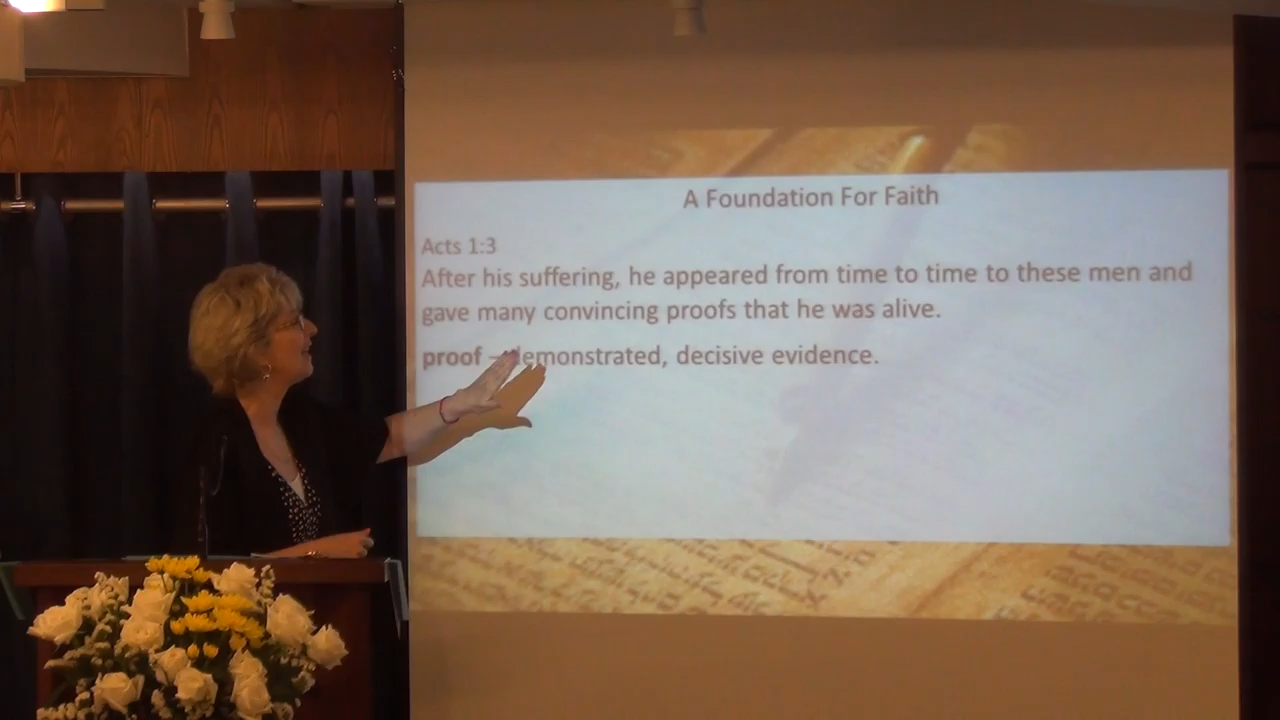 A Foundation For Faith
Acts 1:3
After his suffering, he appeared from time to time to these men and
gave many convincing proofs that he was alive.
proof – demonstrated, decisive evidence.